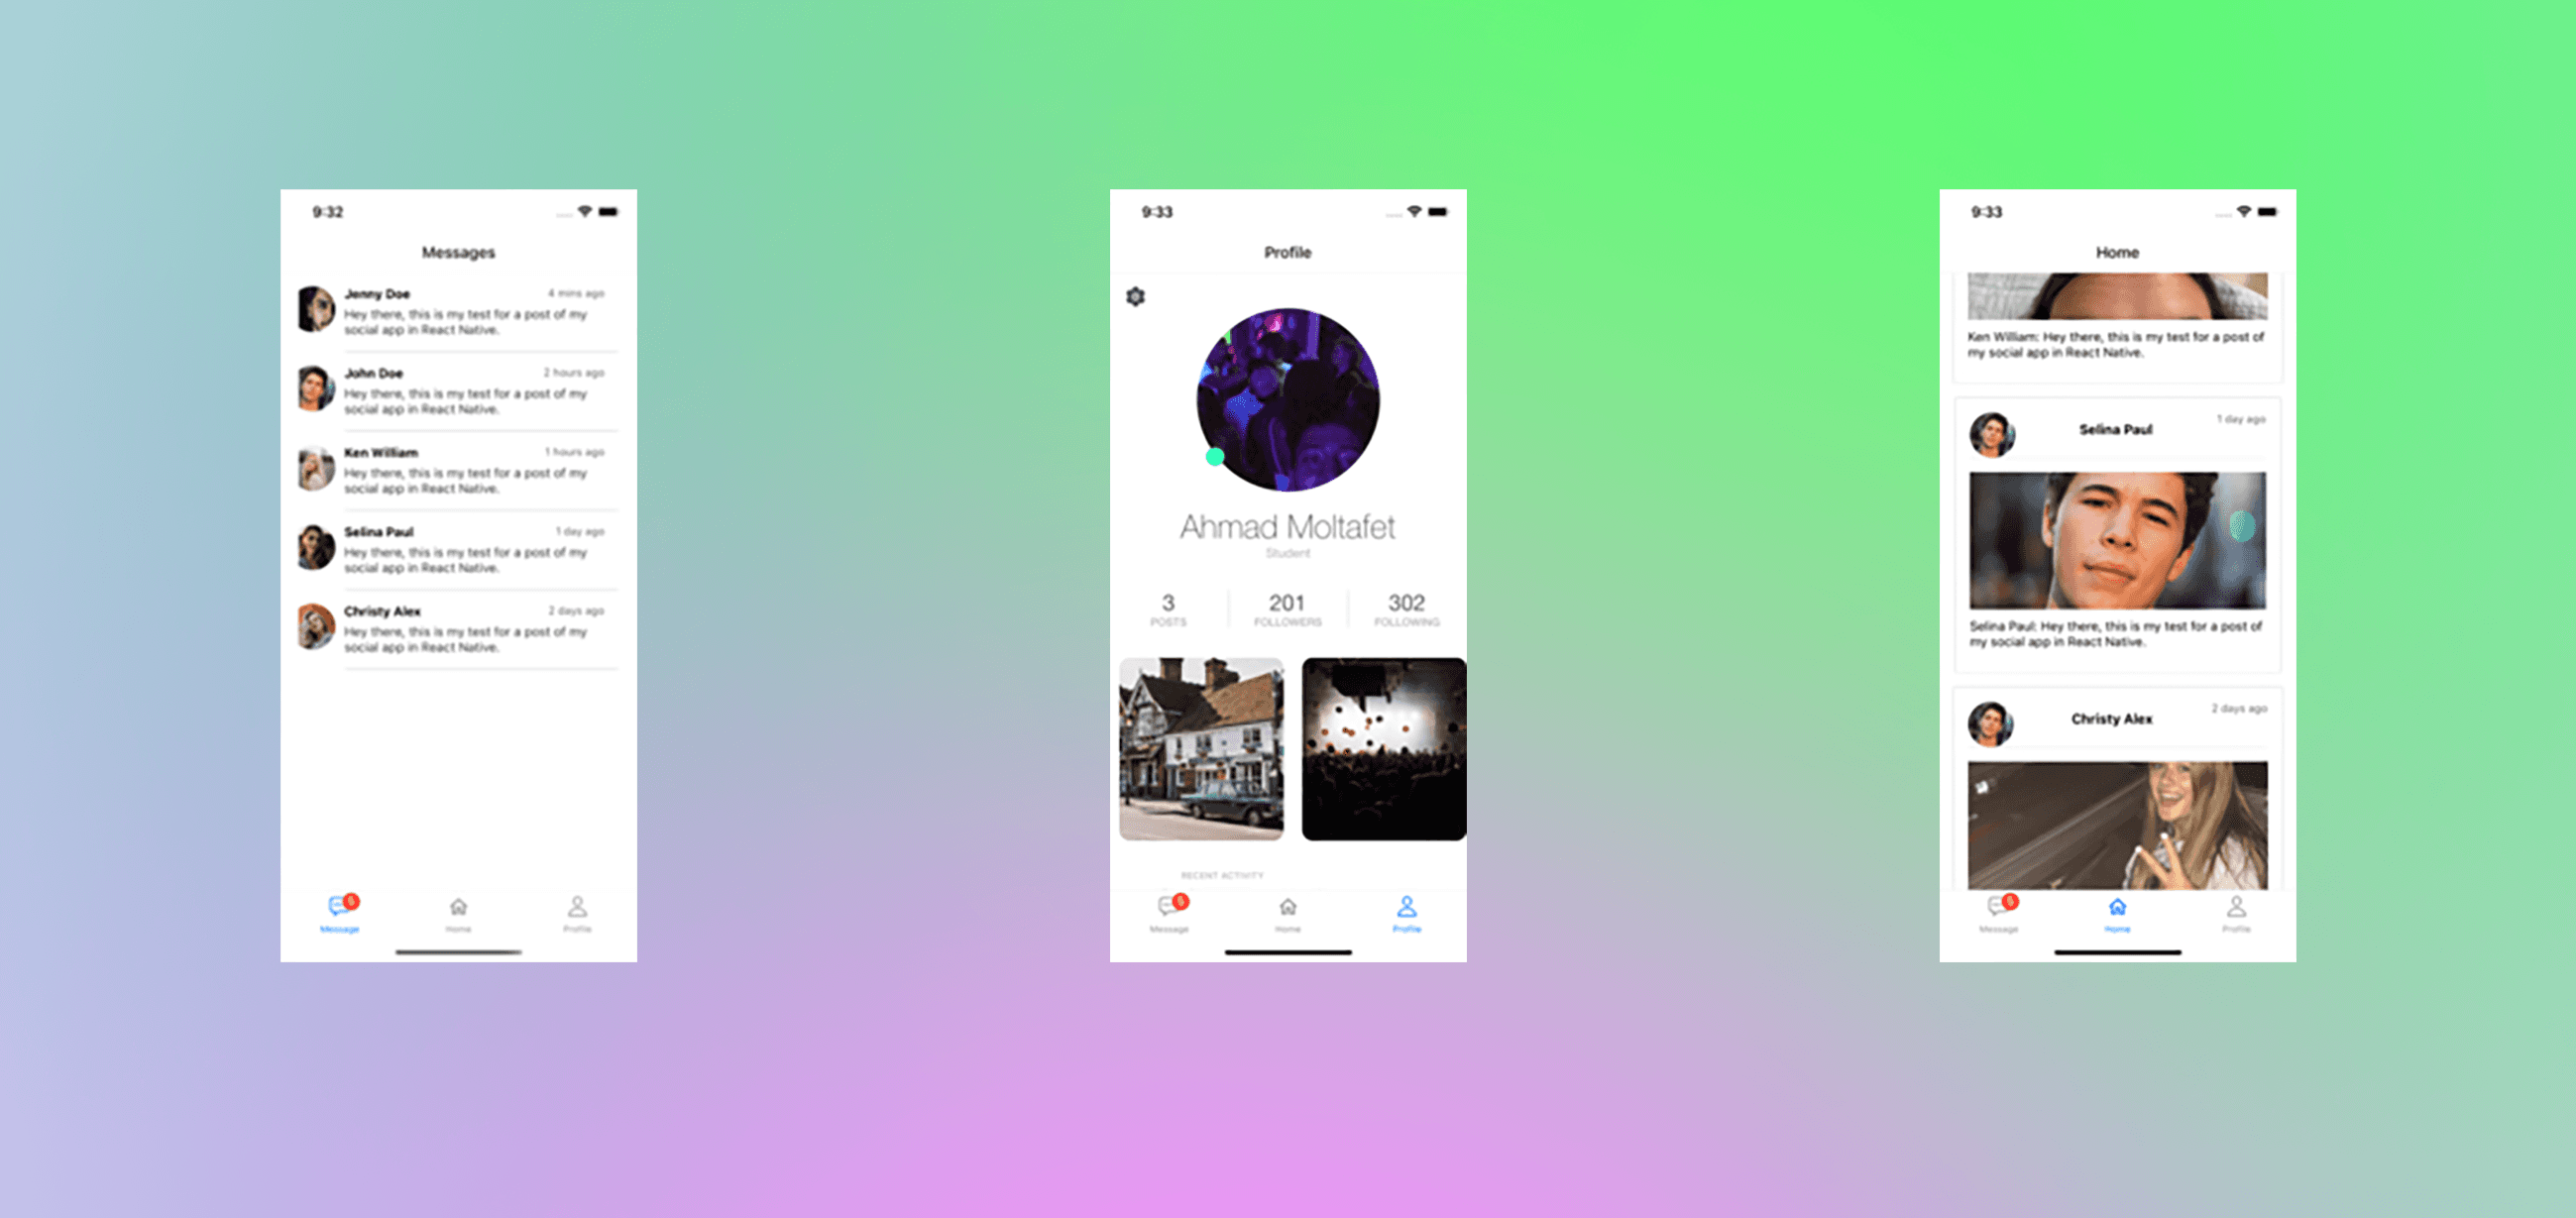 9:32
Messages
Jenny Doe
4 mins ago
Hey there, this is my test for a post of my
social app in React Native.
John Doe
2 hours ago
Hey there, this is my test for a post of my
social app in React Native.
Ken William
1 hours ago
Hey there, this is my test for a post of my
social app in React Native.
Selina Paul
1 day ago
Hey there, this is my test for a post of my
social app in React Native.
Christy Alex
2 days ago
Hey there, this is my test for a post of my
social app in React Native.
Message
Home
Profile
9:33
Profile
Ahmad Moltafet
Student
3
201
302
POSTS
FOLLOWERS
FOLLOWING
RECENT ACTIVITY
Message
Home
Profile
9:33
Home
Ken William: Hey there, this is my test for a post of
my social app in React Native.
Selina Paul
1 day ago
Selina Paul: Hey there, this is my test for a post of
my social app in React Native.
Christy Alex
2 days ago
Message
Home
Profile